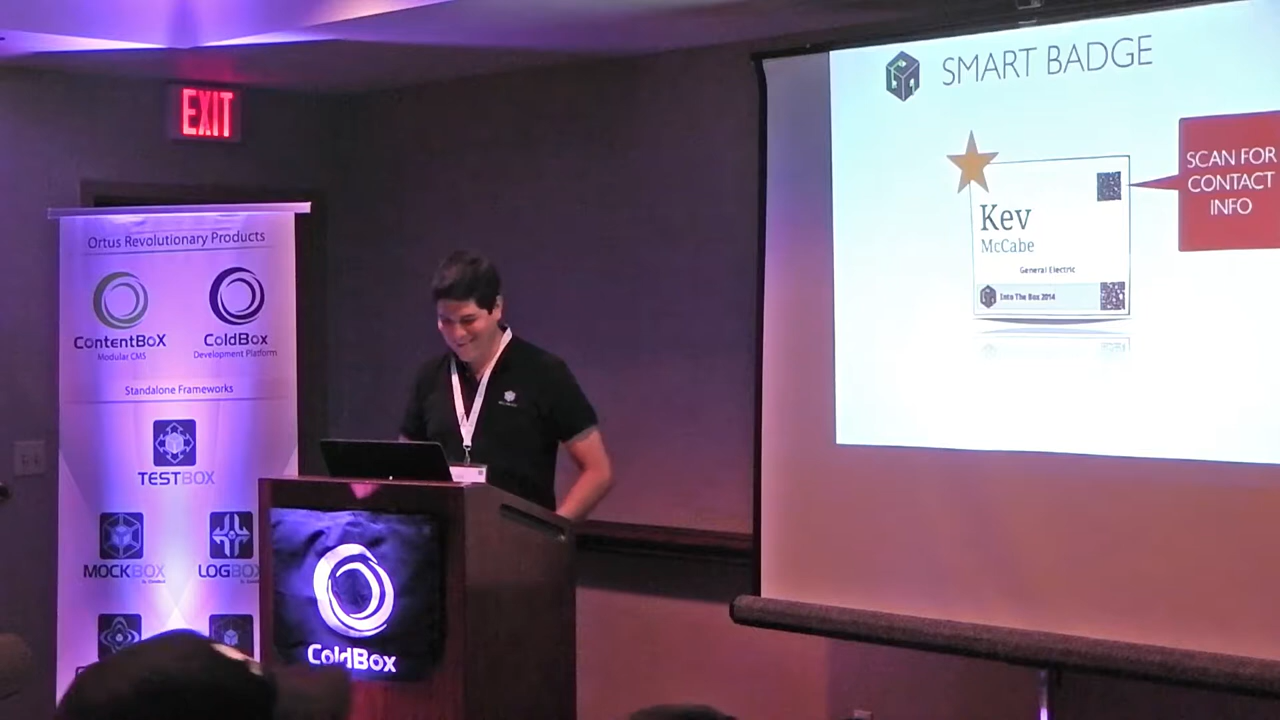 EXIT
Ortus Revolutionary Products
ContentBoX
Modular CMS
ColdBox
Development Platform
Standalone Frameworks
TESTBOX
MOCKBOX
LOGBOX
ColdBox
SMART BADGE
SCAN FOR
CONTACT
INFO
Kev
McCabe
General Electric
Into The Box 2014